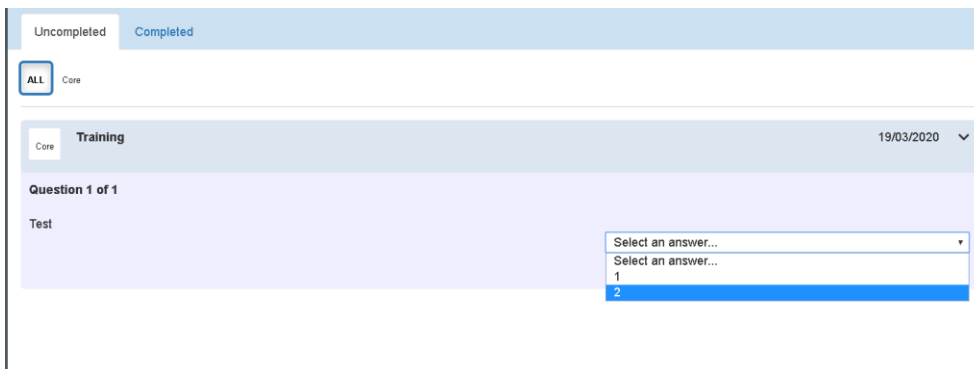 Uncompleted Completed
ALL Core
Core Training 19/03/2020
Question 1 of 1
Test
Select an answer...
Select an answer...
1
2